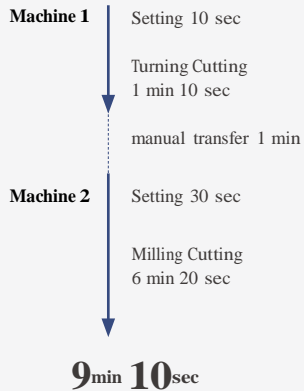 Machine 1
Setting 10 sec
Turning Cutting
1 min 10 sec
manual transfer 1 min
Machine 2
Setting 30 sec
Milling Cutting
6 min 20 sec
9min 10sec